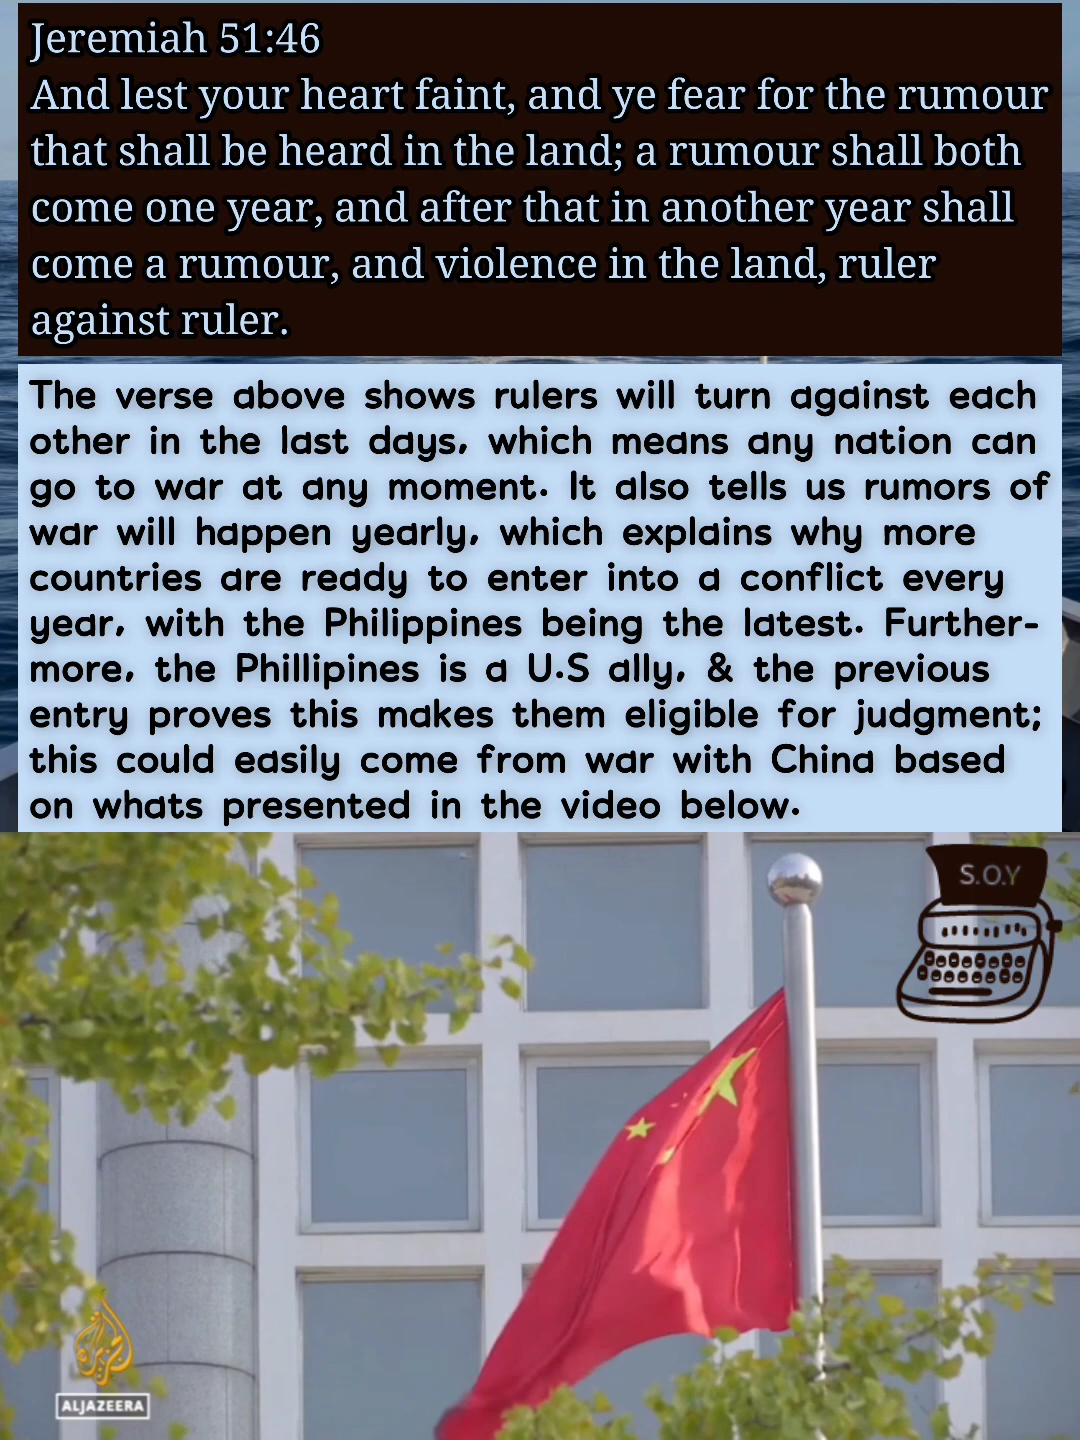 Jeremiah 51:46
And lest your heart faint, and ye fear for the rumour
that shall be heard in the land; a rumour shall both
come one year, and after that in another year shall
come a rumour, and violence in the land, ruler
against ruler.
The verse above shows rulers will turn against each
other in the last days, which means any nation can
go to war at any moment. It also tells us rumors of
war will happen yearly, which explains why more
countries are ready to enter into a conflict every
year, with the Philippines being the latest. Further-
more, the Phillipines is a U.S ally, & the previous
entry proves this makes them eligible for judgment;
this could easily come from war with China based
on whats presented in the video below.
S.O.Y
ALJAZEERA